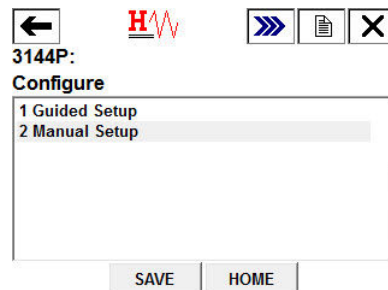 H
3144P:
Configure
1 Guided Setup
2 Manual Setup
SAVE HOME